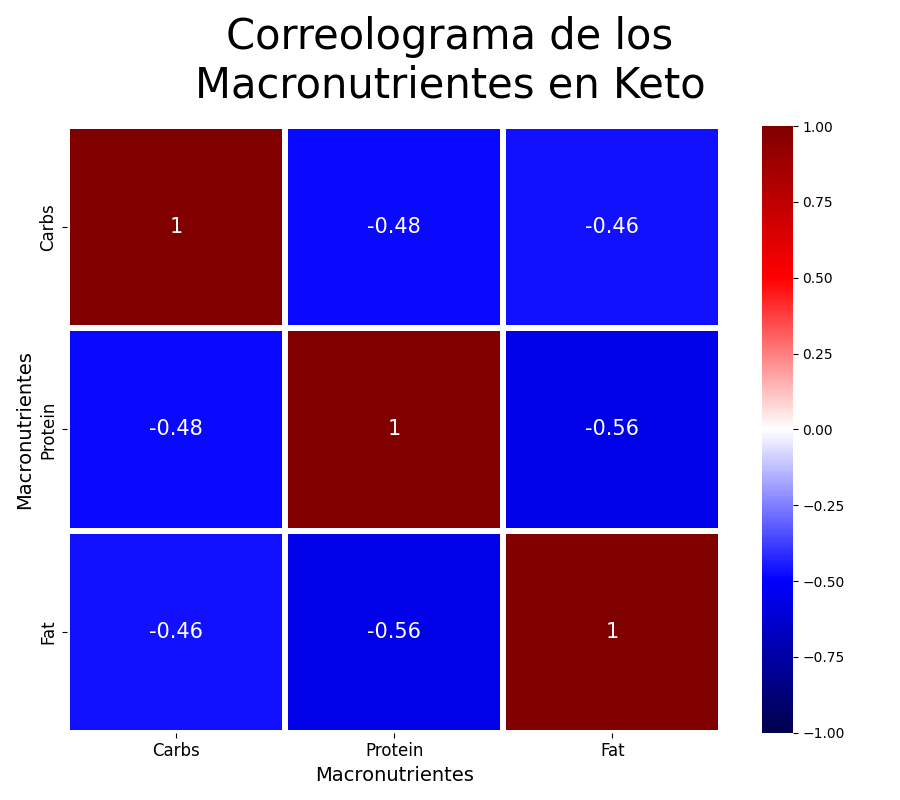 Correolograma de los
Macronutrientes en Keto
Macronutrientes
Carbs
1
-0.48
-0.46
Protein
-0.48
1
-0.56
Fat
-0.46
-0.56
1
Carbs
Protein
Fat
Macronutrientes
1.00
0.75
0.50
0.25
0.00
−0.25
−0.50
−0.75
−1.00